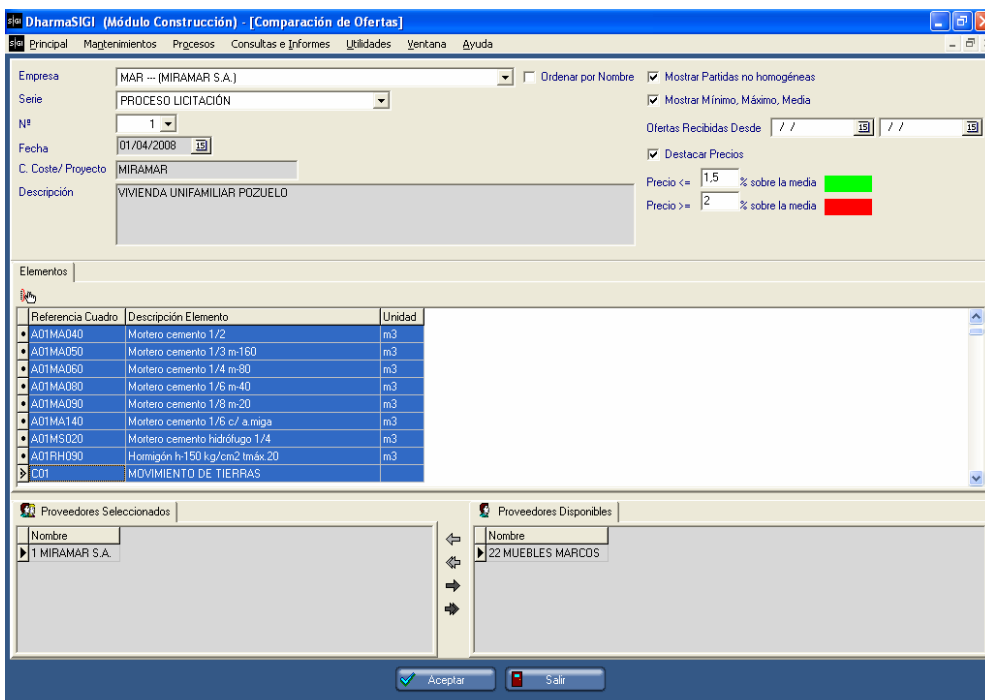 SIGI DharmaSIGI (Módulo Construcción) - [Comparación de Ofertas]
SIGI Principal Mantenimientos Procesos Consultas e Informes Utilidades Ventana Ayuda
Empresa MAR --- (MIRAMAR S.A.) Ordenar por Nombre Mostrar Partidas no homogéneas
Serie PROCESO LICITACIÓN Mostrar Mínimo, Máximo, Media
Nº 1 Ofertas Recibidas Desde / / 15 / / 15
Fecha 01/04/2008 15 Destacar Precios
C. Coste/ Proyecto MIRAMAR
Precio <= 1,5 % sobre la media
Descripción VIVIENDA UNIFAMILIAR POZUELO
Precio >= 2 % sobre la media
Elementos
Referencia Cuadro Descripción Elemento Unidad
A01MA040 Mortero cemento 1/2 m3
A01MA050 Mortero cemento 1/3 m-160 m3
A01MA060 Mortero cemento 1/4 m-80 m3
A01MA080 Mortero cemento 1/6 m-40 m3
A01MA090 Mortero cemento 1/8 m-20 m3
A01MA140 Mortero cemento 1/6 c/ a.miga m3
A01MS020 Mortero cemento hidrófugo 1/4 m3
A01RH090 Hormigón h-150 kg/cm2 tmáx.20 m3
C01 MOVIMIENTO DE TIERRAS
Proveedores Seleccionados Proveedores Disponibles
Nombre Nombre
1 MIRAMAR S.A. 22 MUEBLES MARCOS
Aceptar Salir